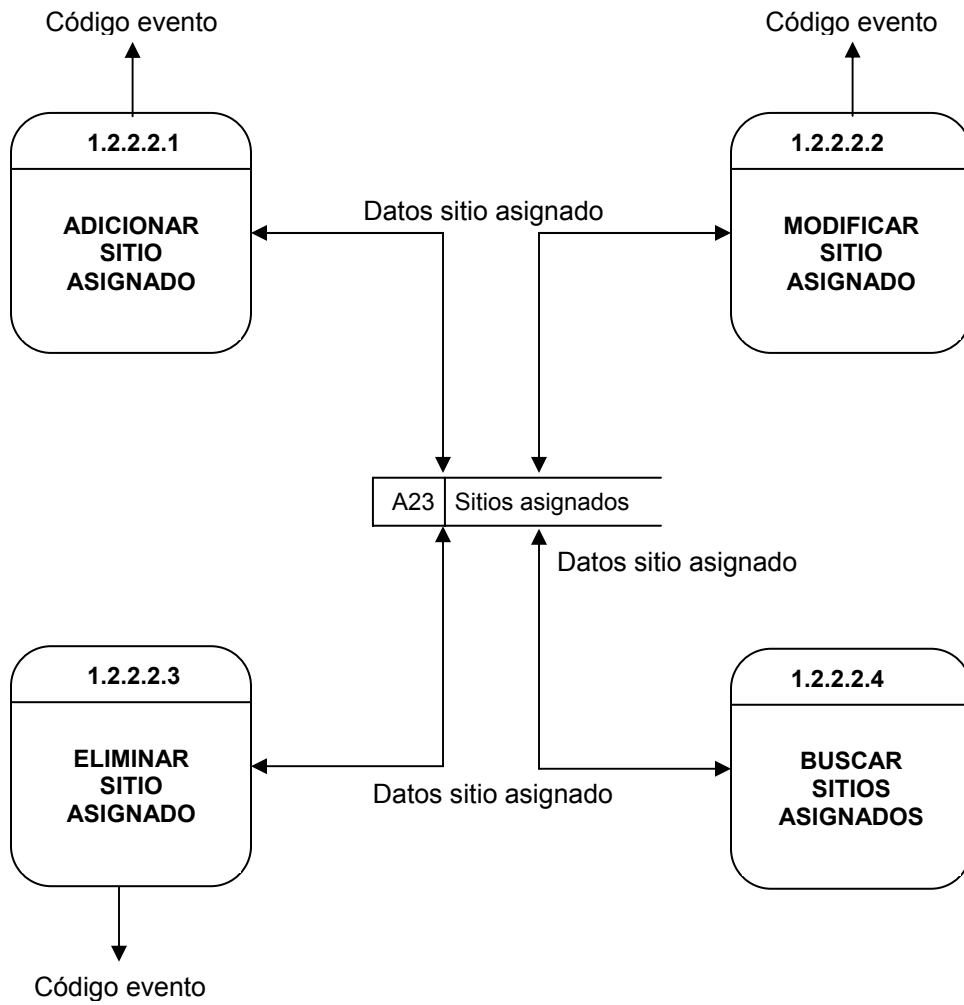 Código evento
Código evento
1.2.2.2.1
1.2.2.2.2
ADICIONAR
SITIO
ASIGNADO
Datos sitio asignado
MODIFICAR
SITIO
ASIGNADO
A23
Sitios asignados
Datos sitio asignado
1.2.2.2.3
1.2.2.2.4
ELIMINAR
SITIO
ASIGNADO
Datos sitio asignado
BUSCAR
SITIOS
ASIGNADOS
Código evento